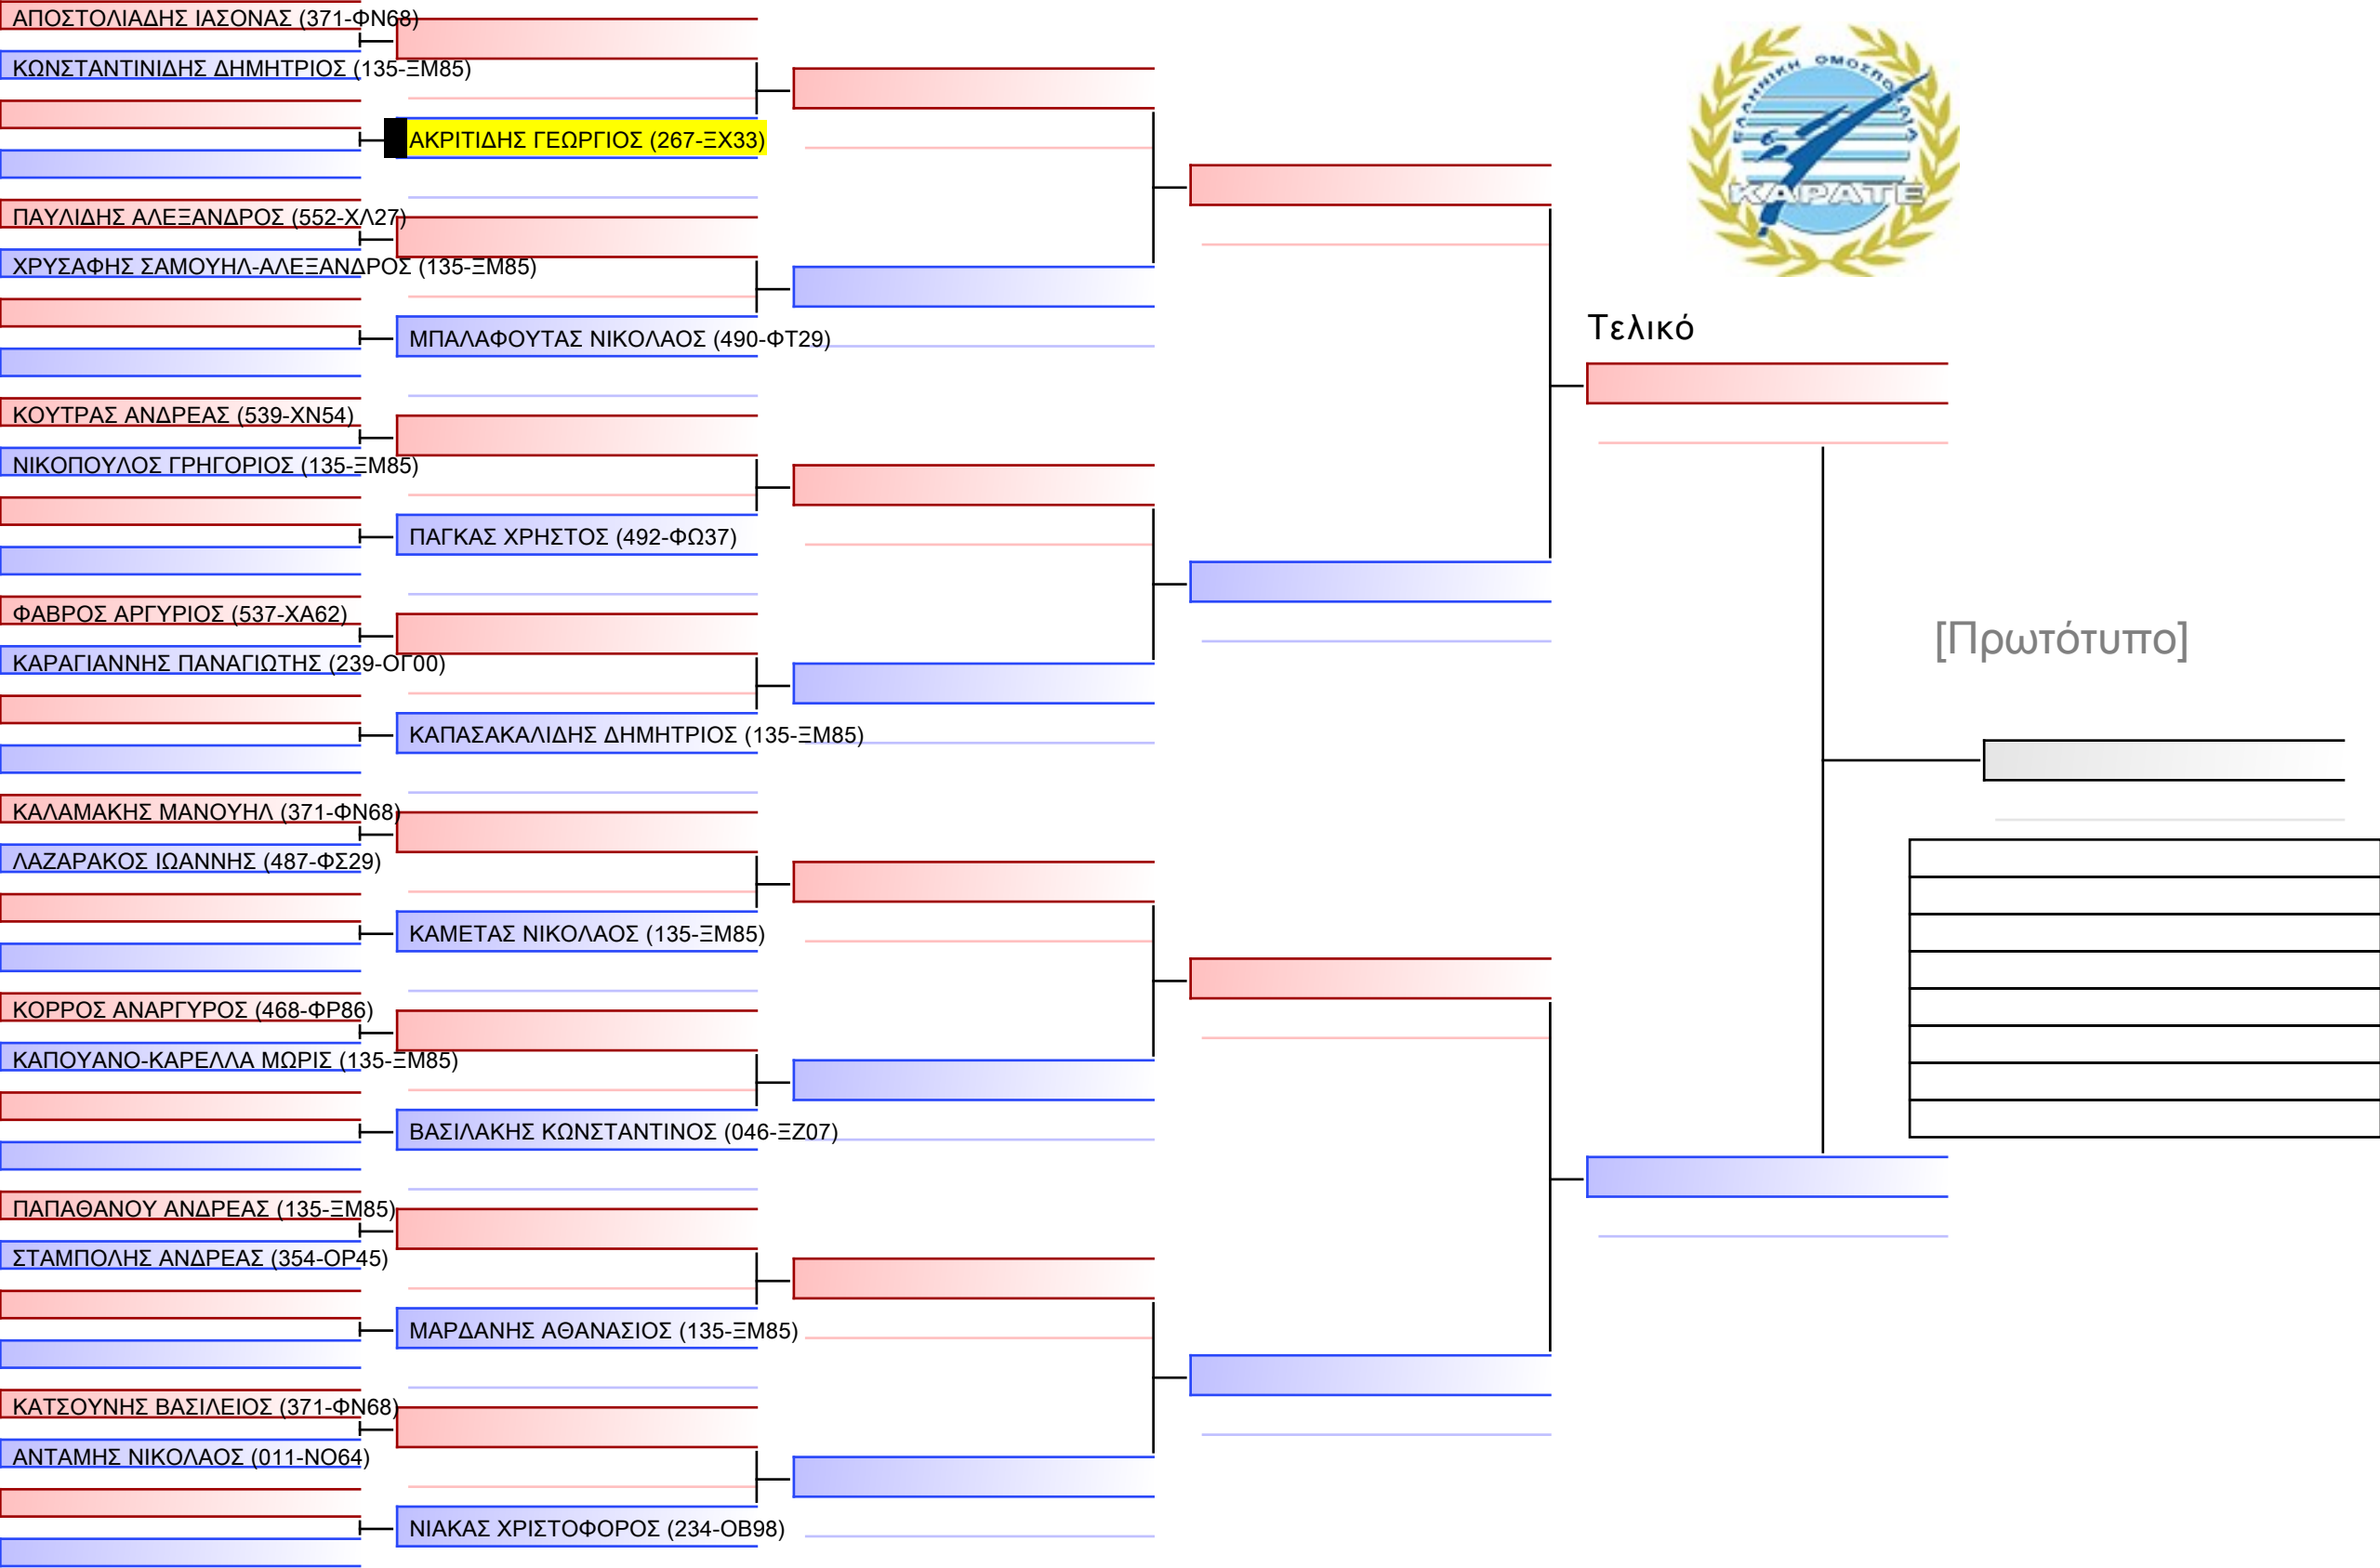 ΑΠΟΣΤΟΛΙΑΔΗΣ ΙΑΣΟΝΑΣ (371-ΦΝ68)
ΚΩΝΣΤΑΝΤΙΝΙΔΗΣ ΔΗΜΗΤΡΙΟΣ (135-ΞΜ85)
ΑΚΡΙΤΙΔΗΣ ΓΕΩΡΓΙΟΣ (267-ΞΧ33)
ΠΑΥΛΙΔΗΣ ΑΛΕΞΑΝΔΡΟΣ (552-ΧΛ27)
ΧΡΥΣΑΦΗΣ ΣΑΜΟΥΗΛ-ΑΛΕΞΑΝΔΡΟΣ (135-ΞΜ85)
ΜΠΑΛΑΦΟΥΤΑΣ ΝΙΚΟΛΑΟΣ (490-ΦΤ29)
ΚΟΥΤΡΑΣ ΑΝΔΡΕΑΣ (539-ΧΝ54)
ΝΙΚΟΠΟΥΛΟΣ ΓΡΗΓΟΡΙΟΣ (135-ΞΜ85)
ΠΑΓΚΑΣ ΧΡΗΣΤΟΣ (492-ΦΩ37)
ΦΑΒΡΟΣ ΑΡΓΥΡΙΟΣ (537-ΧΑ62)
ΚΑΡΑΓΙΑΝΝΗΣ ΠΑΝΑΓΙΩΤΗΣ (239-ΟΓ00)
ΚΑΠΑΣΑΚΑΛΙΔΗΣ ΔΗΜΗΤΡΙΟΣ (135-ΞΜ85)
ΚΑΛΑΜΑΚΗΣ ΜΑΝΟΥΗΛ (371-ΦΝ68)
ΛΑΖΑΡΑΚΟΣ ΙΩΑΝΝΗΣ (487-ΦΣ29)
ΚΑΜΕΤΑΣ ΝΙΚΟΛΑΟΣ (135-ΞΜ85)
ΚΟΡΡΟΣ ΑΝΑΡΓΥΡΟΣ (468-ΦΡ86)
ΚΑΠΟΥΑΝΟ-ΚΑΡΕΛΛΑ ΜΩΡΙΣ (135-ΞΜ85)
ΒΑΣΙΛΑΚΗΣ ΚΩΝΣΤΑΝΤΙΝΟΣ (046-ΞΖ07)
ΠΑΠΑΘΑΝΟΥ ΑΝΔΡΕΑΣ (135-ΞΜ85)
ΣΤΑΜΠΟΛΗΣ ΑΝΔΡΕΑΣ (354-ΟΡ45)
ΜΑΡΔΑΝΗΣ ΑΘΑΝΑΣΙΟΣ (135-ΞΜ85)
ΚΑΤΣΟΥΝΗΣ ΒΑΣΙΛΕΙΟΣ (371-ΦΝ68)
ΑΝΤΑΜΗΣ ΝΙΚΟΛΑΟΣ (011-ΝΟ64)
ΝΙΑΚΑΣ ΧΡΙΣΤΟΦΟΡΟΣ (234-ΟΒ98)
ΕΛΛΗΝΙΚΗ ΟΜΟΣΠΟΝΔΙΑ
ΚΑΡΑΤΕ
Τελικό
[Πρωτότυπο]